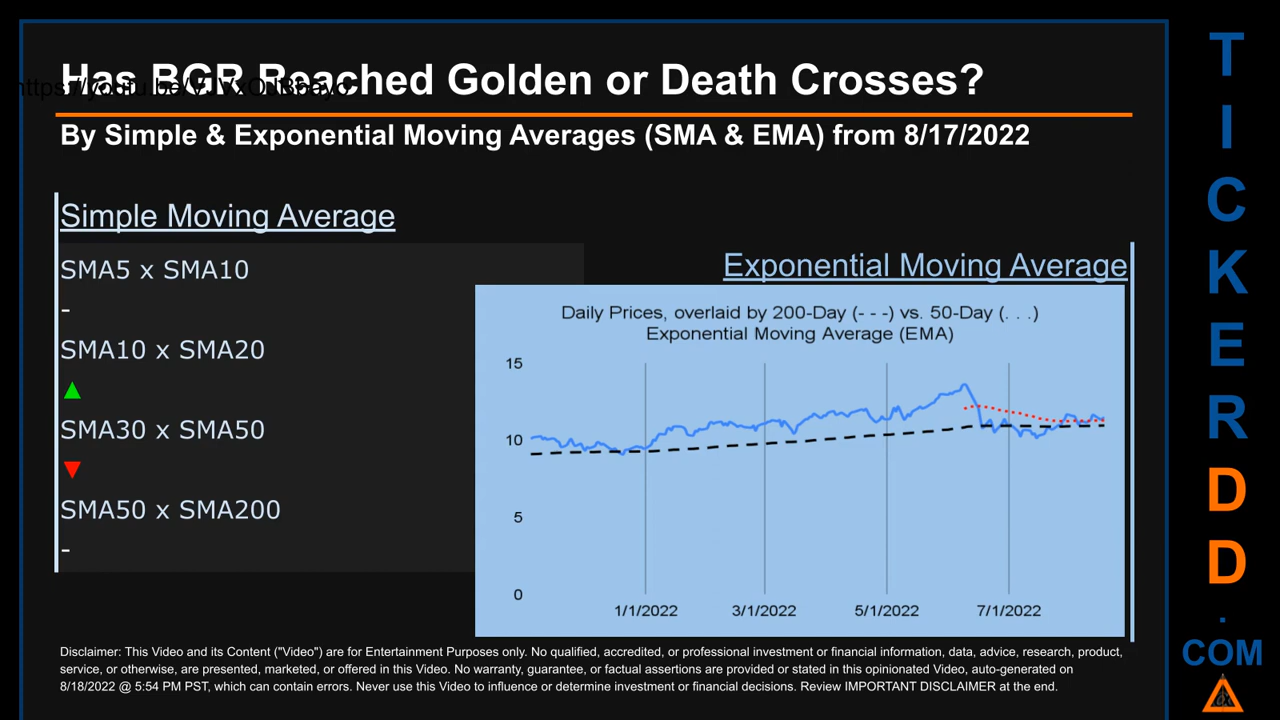 Has BGR Reached Golden or Death Crosses?
By Simple & Exponential Moving Averages (SMA & EMA) from 8/17/2022
Simple Moving Average
SMA5 x SMA10
-
SMA10 x SMA20
▲
SMA30 x SMA50
▼
SMA50 x SMA200
-
Exponential Moving Average
Daily Prices, overlaid by 200-Day (- - -) vs. 50-Day (. . .)
Exponential Moving Average (EMA)
15
10
5
0
1/1/2022 3/1/2022 5/1/2022 7/1/2022
Disclaimer: This Video and its Content ("Video") are for Entertainment Purposes only. No qualified, accredited, or professional investment or financial information, data, advice, research, product,
service, or otherwise, are presented, marketed, or offered in this Video. No warranty, guarantee, or factual assertions are provided or stated in this opinionated Video, auto-generated on
8/18/2022 @ 5:54 PM PST, which can contain errors. Never use this Video to influence or determine investment or financial decisions. Review IMPORTANT DISCLAIMER at the end.
T
I
C
K
E
R
D
D
.
COM